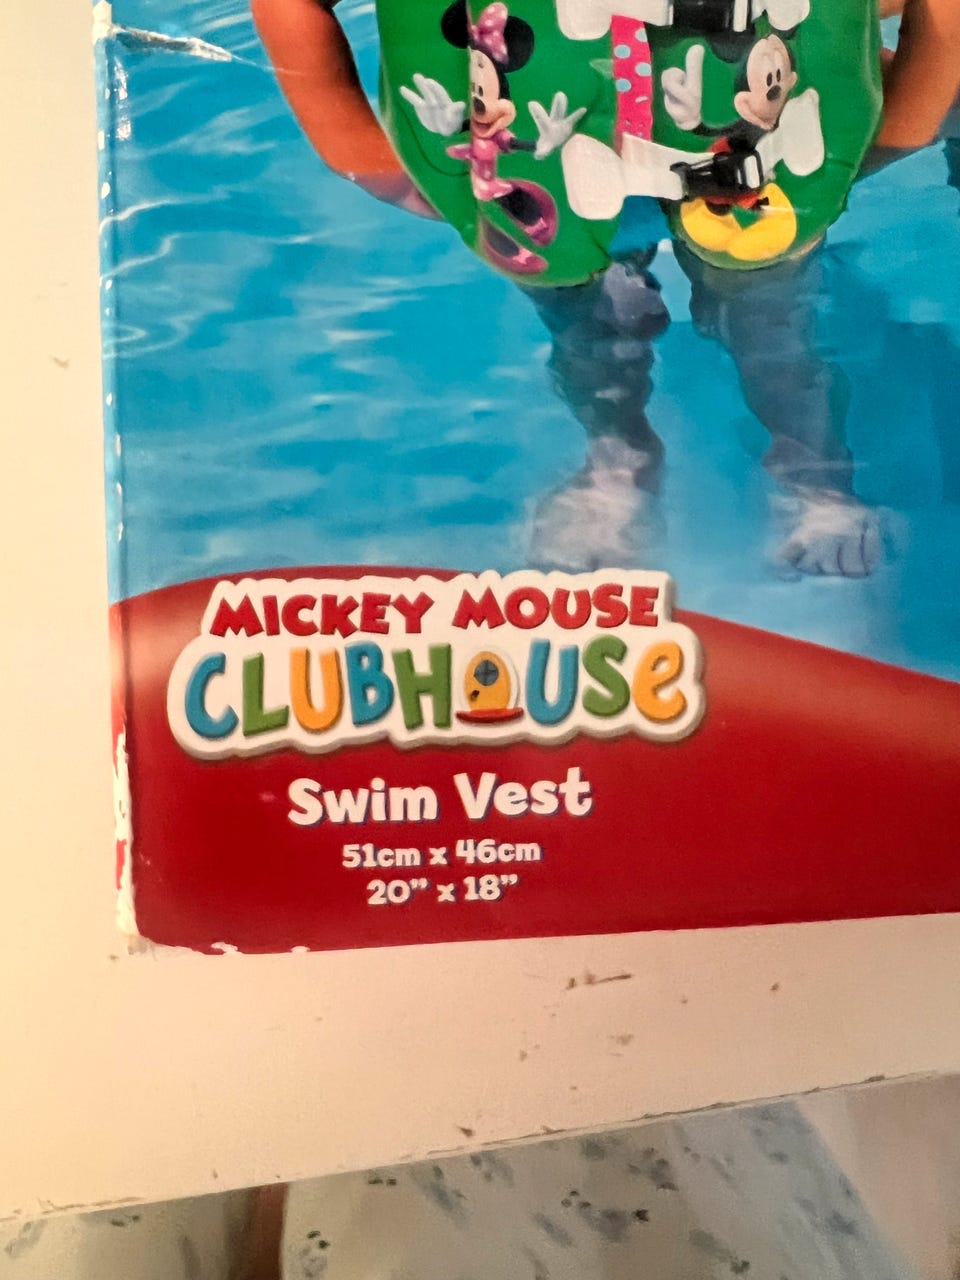 MICKEY MOUSE
CLUBHOUSE
Swim Vest
51cm x 46cm
20” x 18”